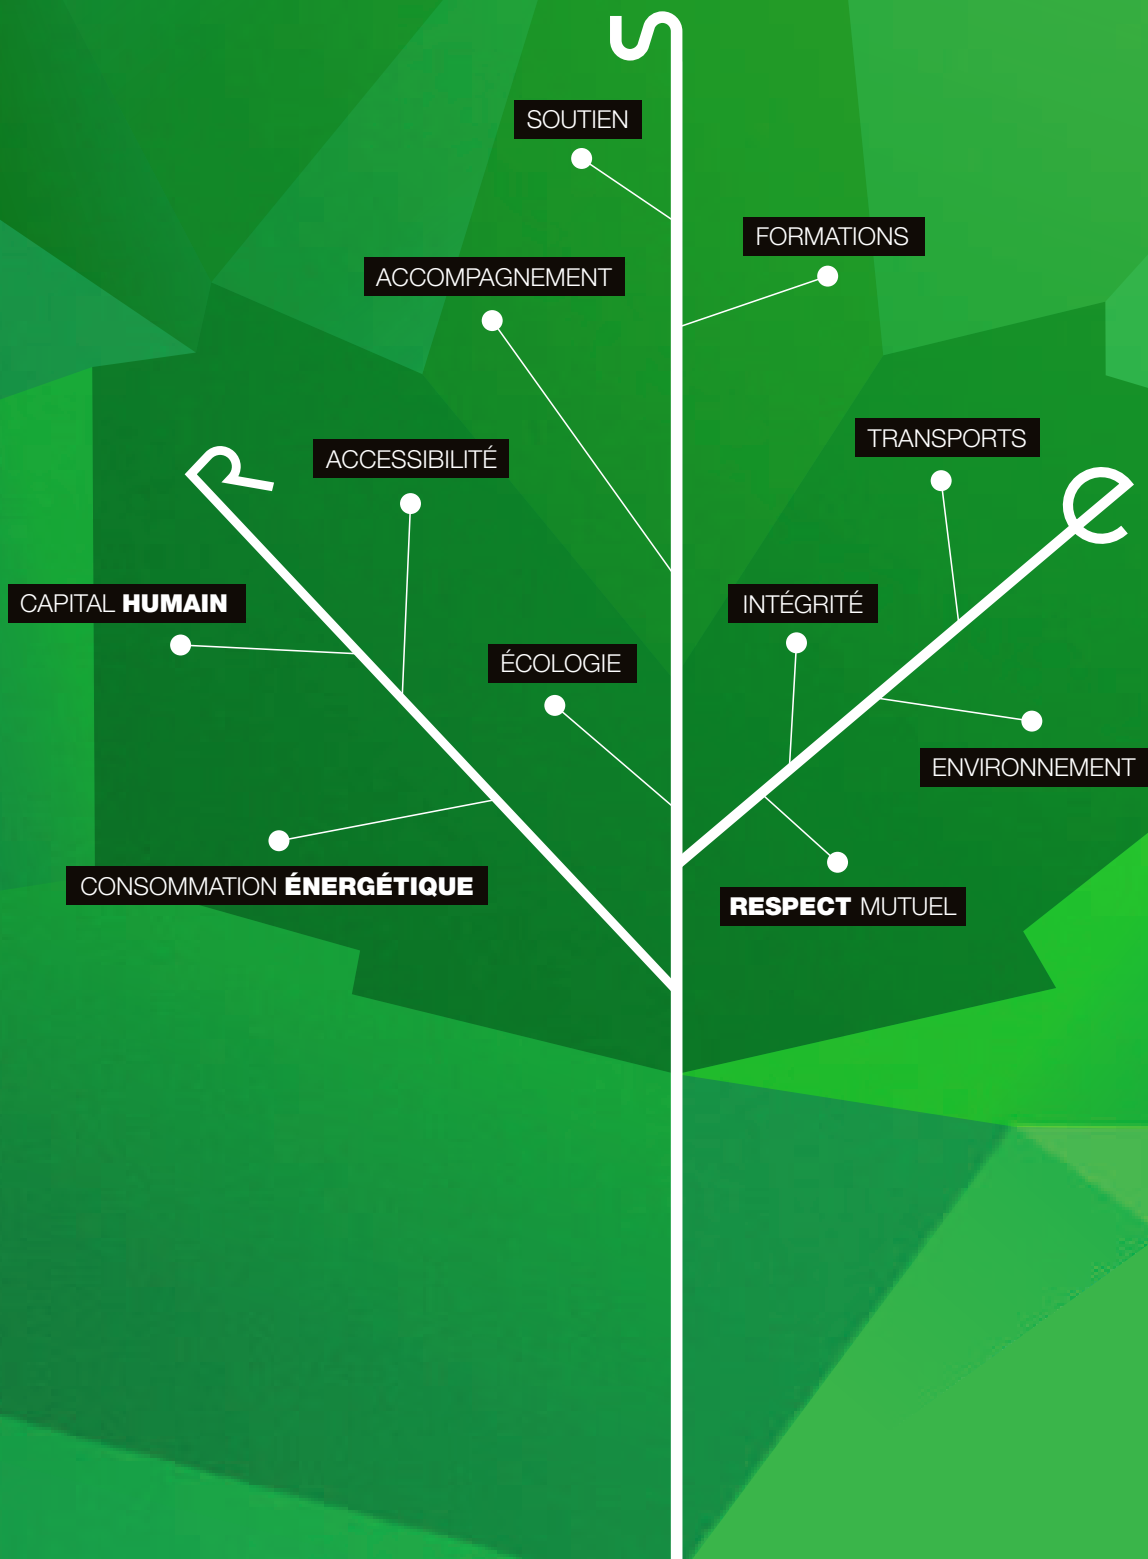 S
SOUTIEN
FORMATIONS
ACCOMPAGNEMENT
TRANSPORTS
R
ACCESSIBILITÉ
e
CAPITAL HUMAIN
INTÉGRITÉ
ÉCOLOGIE
ENVIRONNEMENT
CONSOMMATION ÉNERGÉTIQUE
RESPECT MUTUEL